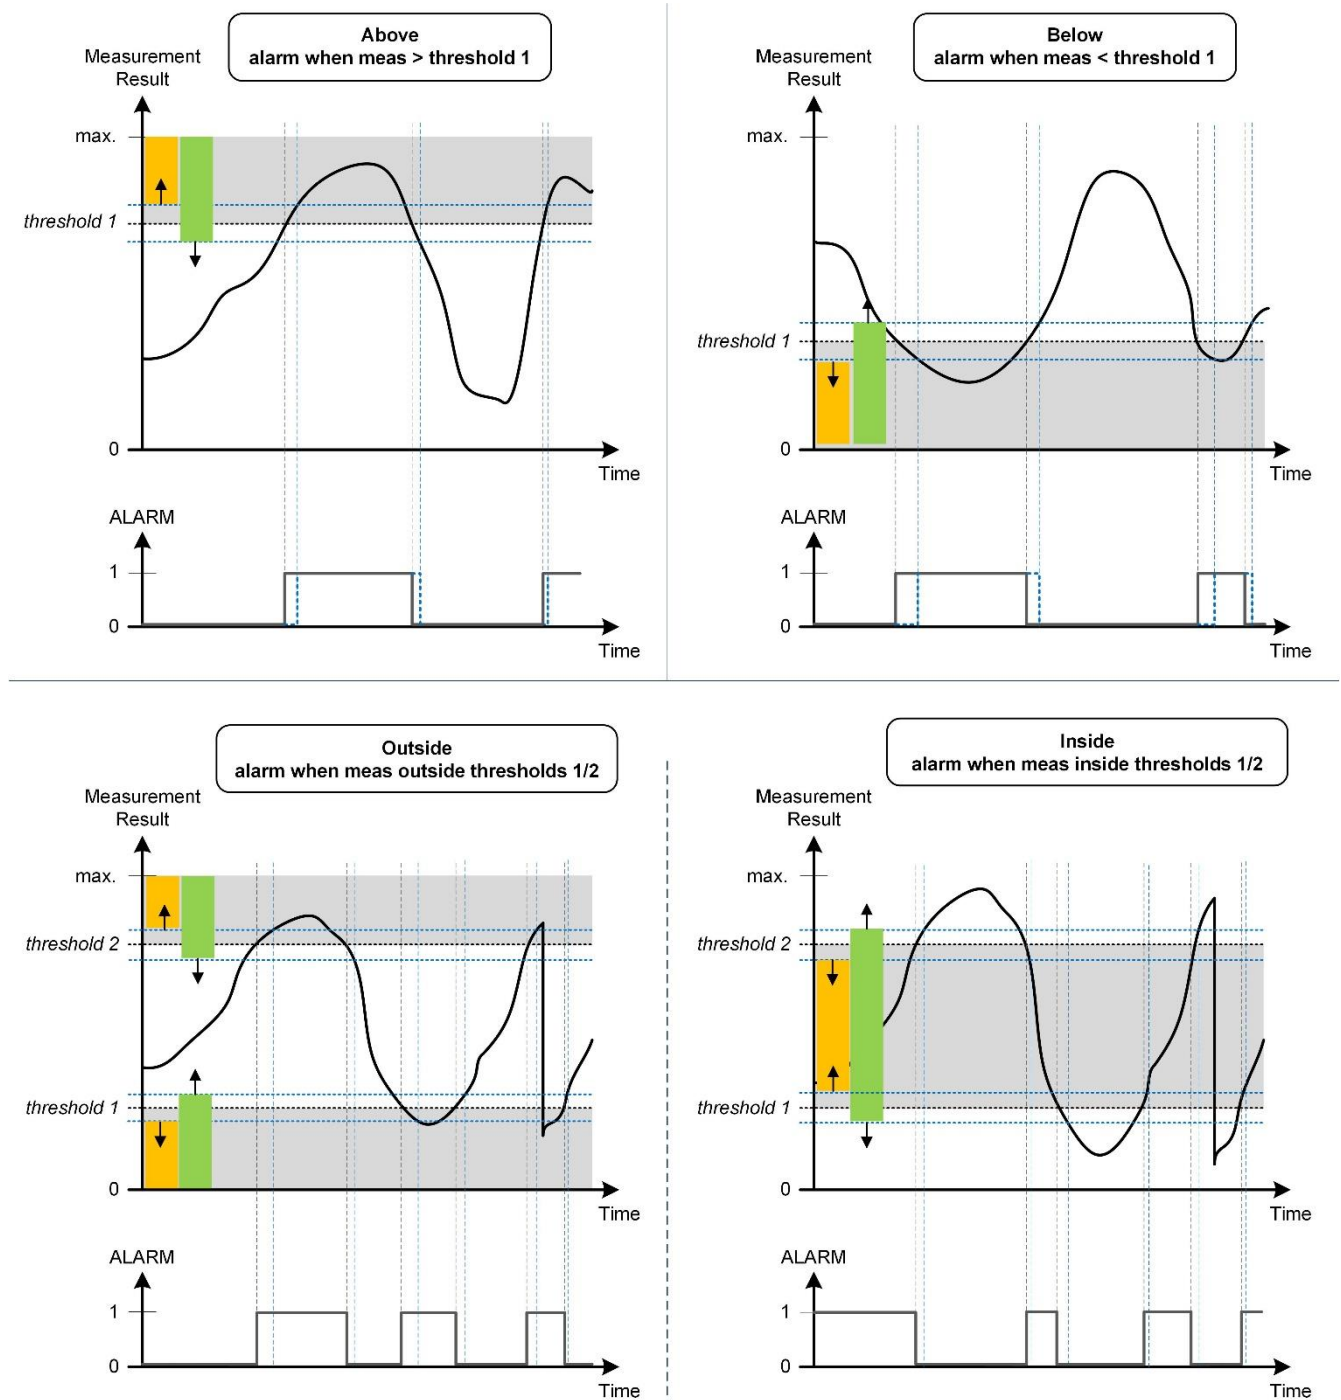 Above
alarm when meas > threshold 1
Measurement
Result
max.
threshold 1
0
Time
ALARM
1
0
Time
Below
alarm when meas < threshold 1
Measurement
Result
max.
threshold 1
0
Time
ALARM
1
0
Time
Outside
alarm when meas outside thresholds 1/2
Measurement
Result
max.
threshold 2
threshold 1
0
Time
ALARM
1
0
Time
Inside
alarm when meas inside thresholds 1/2
Measurement
Result
max.
threshold 2
threshold 1
0
Time
ALARM
1
0
Time